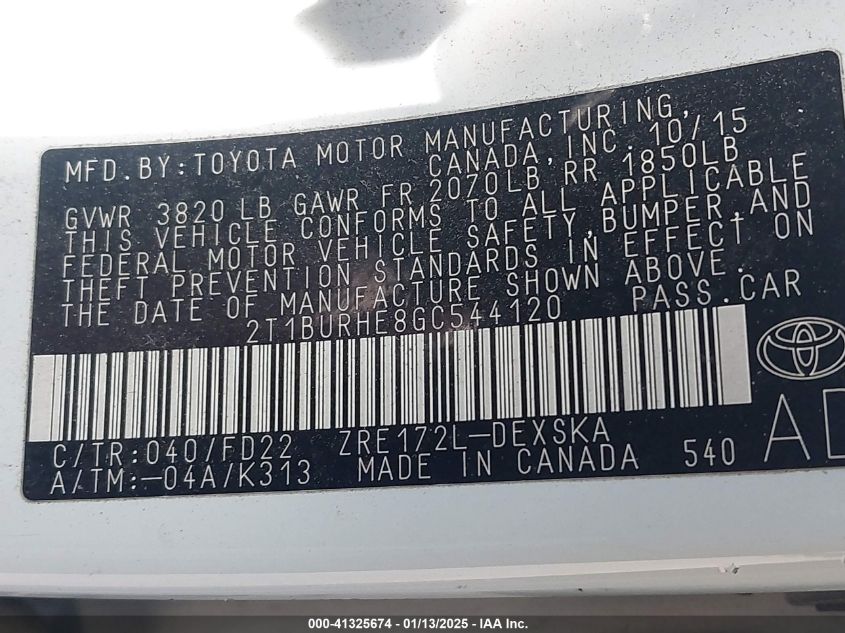 MFD.BY:TOYOTA MOTOR MANUFACTURING,
CANADA, INC. 10/15
GVWR 3820 LB GAWR FR 2070LB RR 1850LB
THIS VEHICLE CONFORMS TO ALL APPLICABLE
FEDERAL MOTOR VEHICLE SAFETY,BUMPER,AND
THEFT PREVENTION STANDARDS IN EFFECT ON
THE DATE OF MANUFACTURE SHOWN ABOVE.
2T1BURHE8GC544120 PASS.CAR
C/TR:040/FD22 ZRE172L-DEXSKA
A/TM:-04A/K313 MADE IN CANADA 540
000-41325674 - 01/13/2025 - IAA Inc.